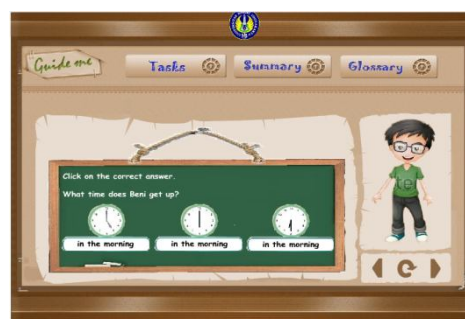 Guide me
Tasks
Summary
Glossary
Click on the correct answer.
What time does Beni get up?
in the morning
in the morning
in the morning